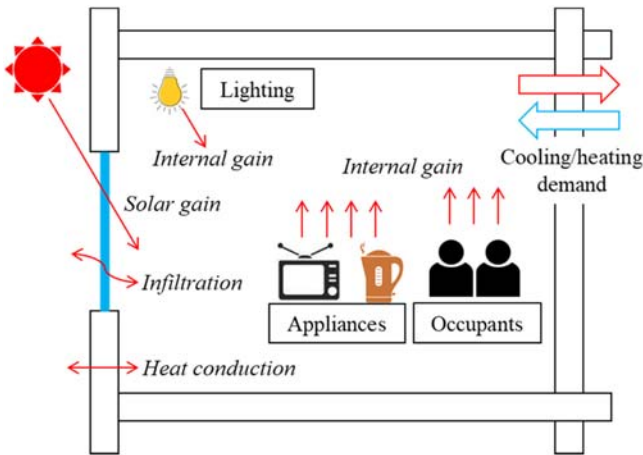 Lighting
Internal gain
Internal gain
Cooling/heating
demand
Solar gain
Infiltration
Appliances
Occupants
Heat conduction